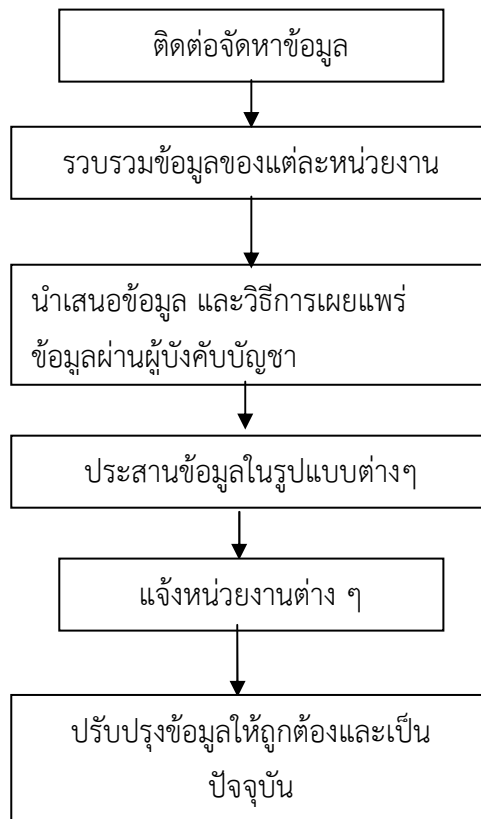 ติดต่อจัดหาข้อมูล
รวบรวมข้อมูลของแต่ละหน่วยงาน
นำเสนอข้อมูล และวิธีการเผยแพร่
ข้อมูลผ่านผู้บังคับบัญชา
ประสานข้อมูลในรูปแบบต่างๆ
แจ้งหน่วยงานต่าง ๆ
ปรับปรุงข้อมูลให้ถูกต้องและเป็น
ปัจจุบัน